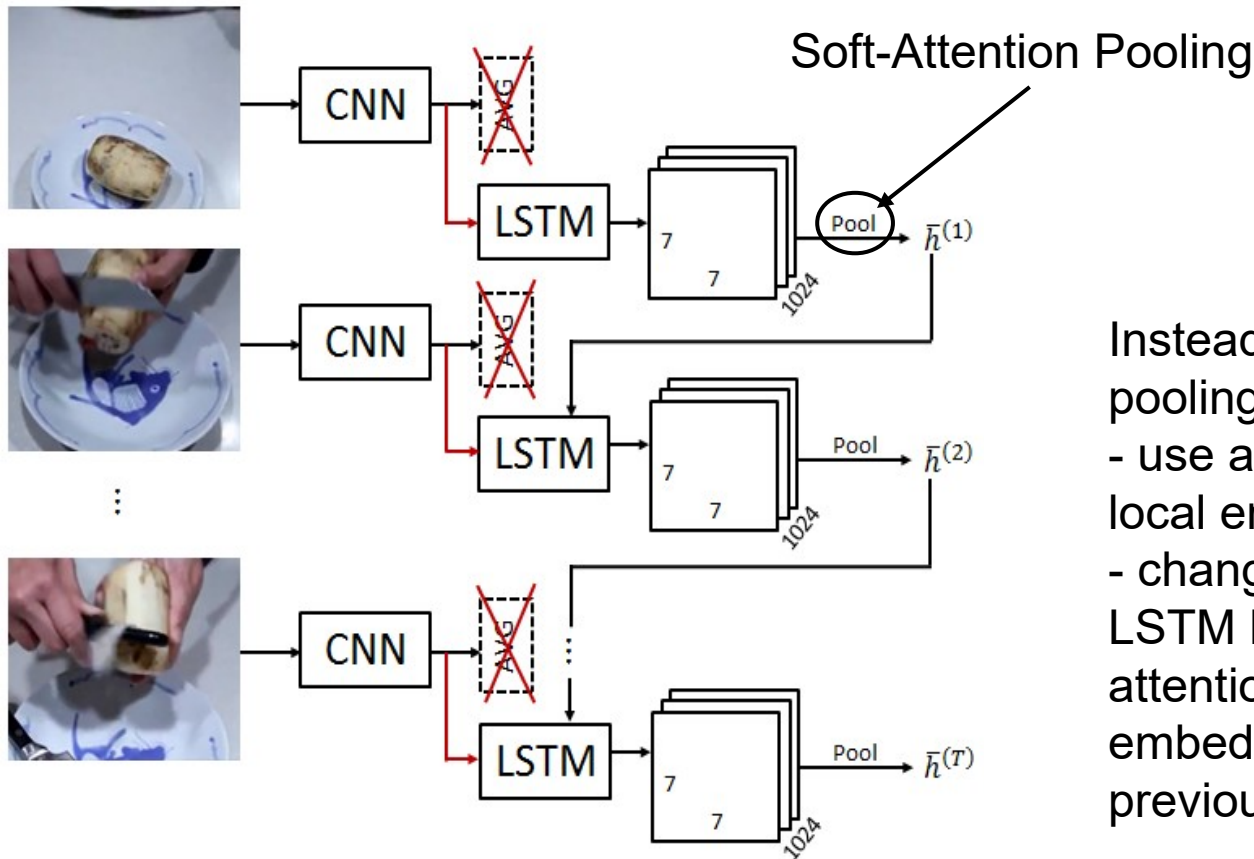 Soft-Attention Pooling
CNN
AVG
LSTM
7
7
1024
Pool
h̄⁽¹⁾
CNN
AVG
LSTM
7
7
1024
Pool
h̄⁽²⁾
...
CNN
AVG
...
LSTM
7
7
1024
Pool
h̄⁽ᵀ⁾
Instead
pooling
- use a
local
- chang
LSTM
attentio
embed
previou